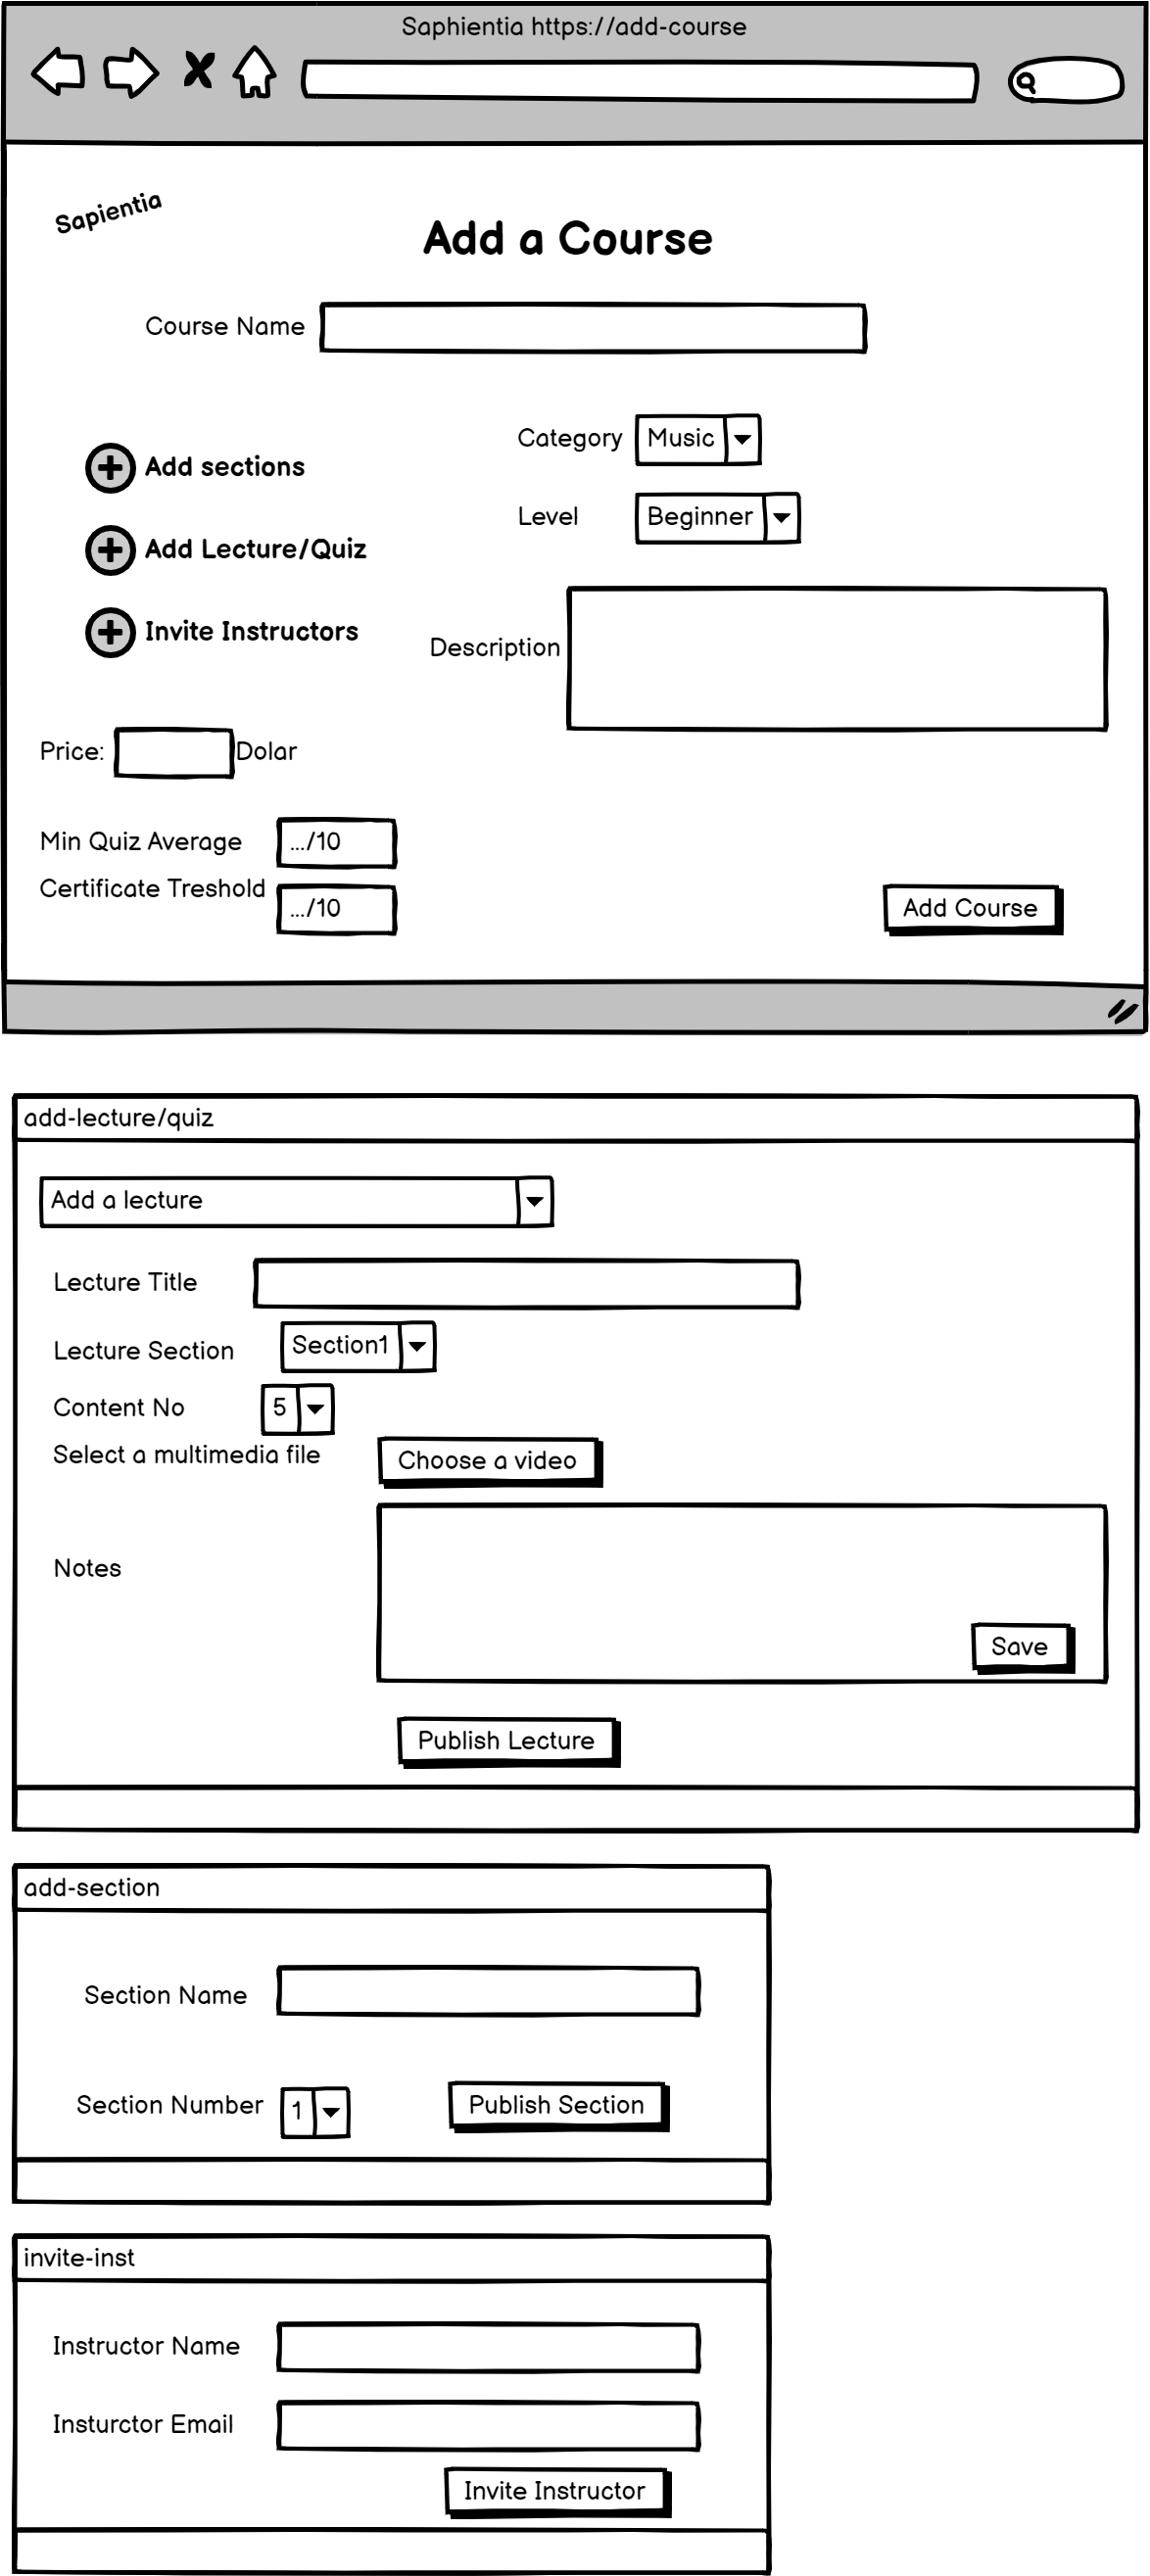 Saphientia https://add-course
Sapientia
Add a Course
Course Name
Category Music
Add sections
Level Beginner
Add Lecture/Quiz
Invite Instructors
Description
Price: Dolar
Min Quiz Average .../10
Certificate Treshold .../10
Add Course
add-lecture/quiz
Add a lecture
Lecture Title
Lecture Section Section1
Content No 5
Select a multimedia file Choose a video
Notes
Save
Publish Lecture
add-section
Section Name
Section Number 1 Publish Section
invite-inst
Instructor Name
Insturctor Email
Invite Instructor